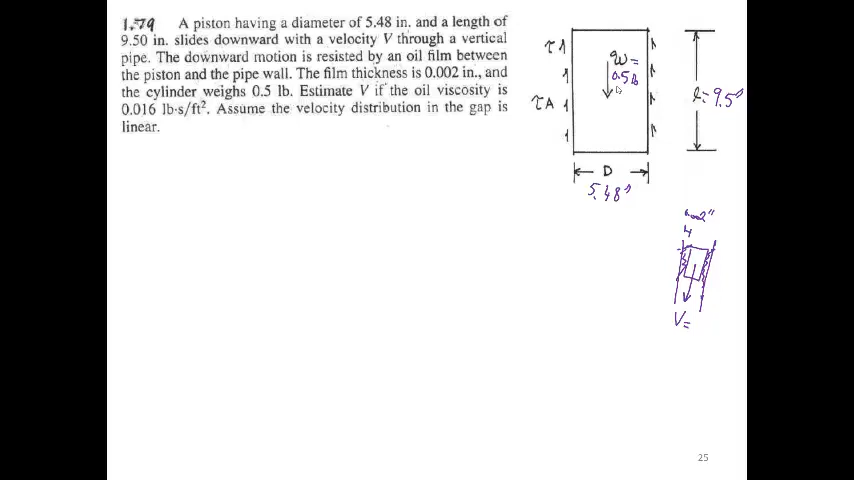 1.79 A piston having a diameter of 5.48 in. and a length of
9.50 in. slides downward with a velocity V through a vertical
pipe. The downward motion is resisted by an oil film between
the piston and the pipe wall. The film thickness is 0.002 in., and
the cylinder weighs 0.5 lb. Estimate V if the oil viscosity is
0.016 lb·s/ft². Assume the velocity distribution in the gap is
linear.
τ
W=
0.5 lb
τA
l=9.5"
D
5.48"
V=
25